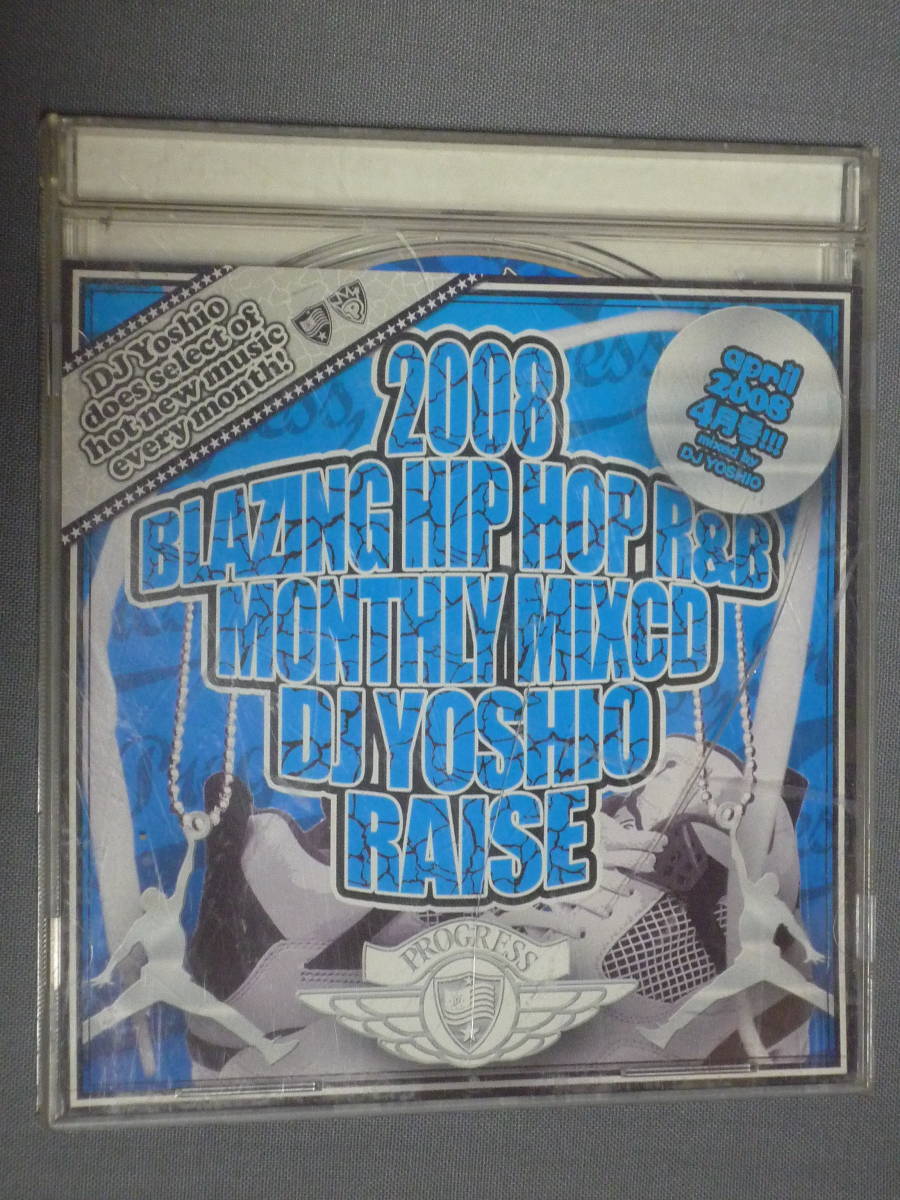 DJ Yoshio
does select of
hot new music
every month!
april
2008
4月号!!!
mixed by
DJ YOSHIO
2008
BLAZING HIP HOP R&B
MONTHLY MIXCD
DJ YOSHIO
RAISE
PROGRESS